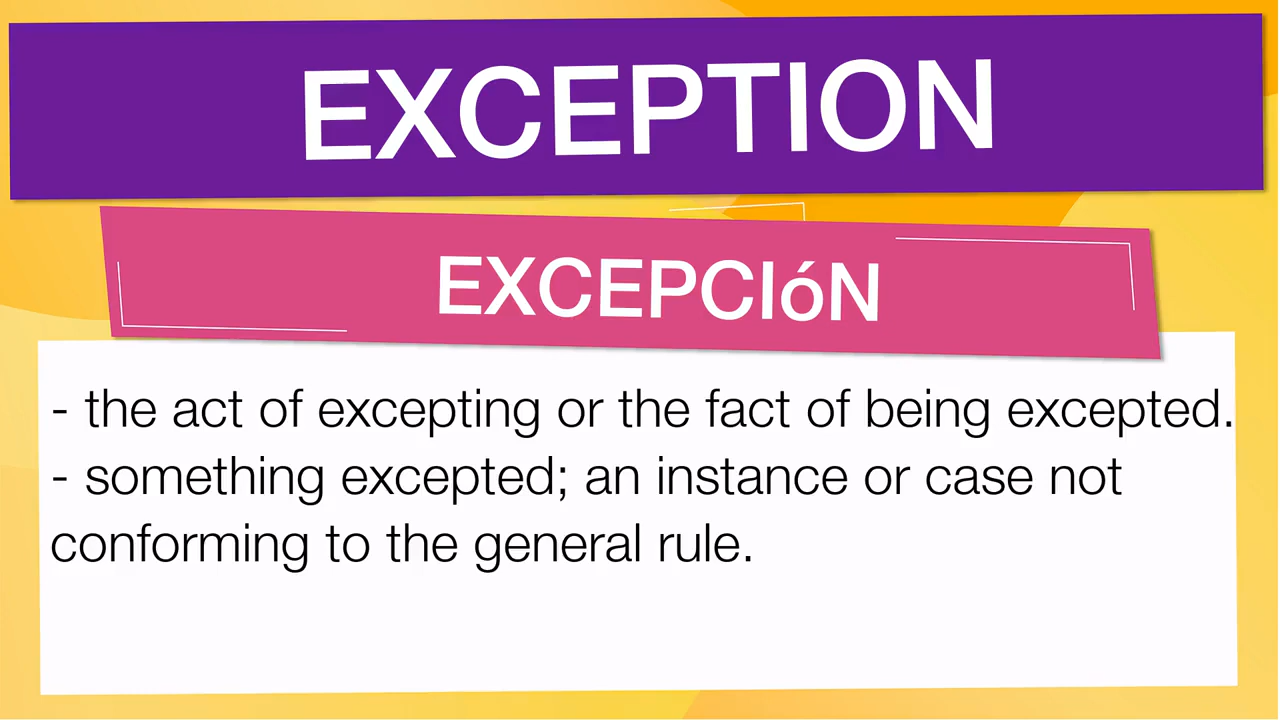 EXCEPTION
EXCEPCIóN
- the act of excepting or the fact of being excepted.
- something excepted; an instance or case not
conforming to the general rule.